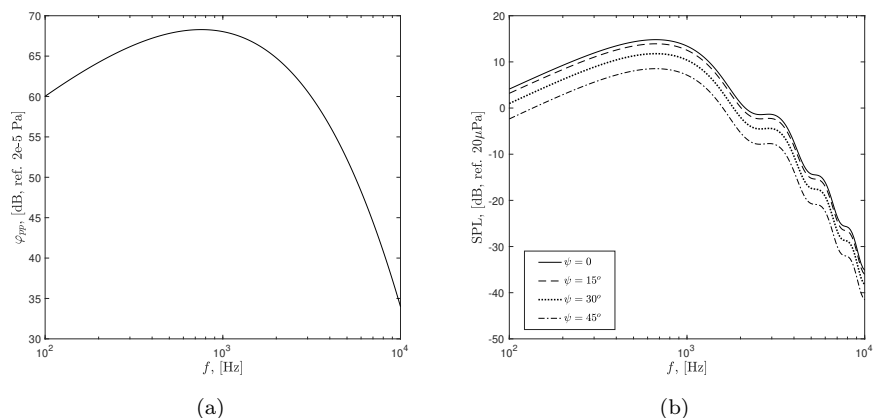 70
65
60
55
50
45
40
35
30
φpp, [dB, ref. 2e-5 Pa]
10² 10³ 10⁴
f, [Hz]
(a)
20
10
0
-10
-20
-30
-40
-50
SPL, [dB, ref. 20μPa]
ψ = 0
ψ = 15°
ψ = 30°
ψ = 45°
10² 10³ 10⁴
f, [Hz]
(b)